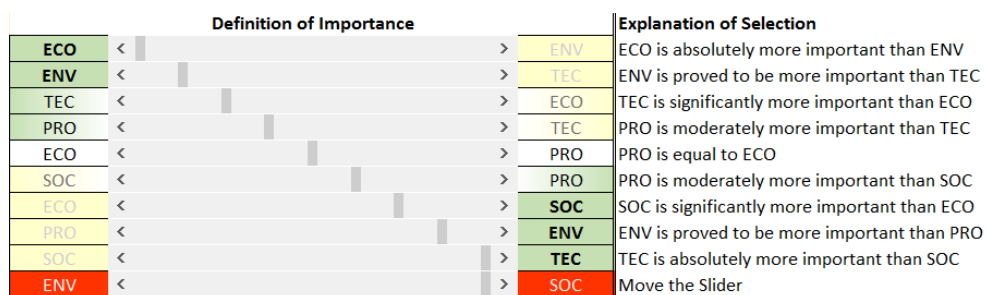 Definition of Importance Explanation of Selection
ECO < > ENV ECO is absolutely more important than ENV
ENV < > TEC ENV is proved to be more important than TEC
TEC < > ECO TEC is significantly more important than ECO
PRO < > TEC PRO is moderately more important than TEC
ECO < > PRO PRO is equal to ECO
SOC < > PRO PRO is moderately more important than SOC
ECO < > SOC SOC is significantly more important than ECO
PRO < > ENV ENV is proved to be more important than PRO
SOC < > TEC TEC is absolutely more important than SOC
ENV < > SOC Move the Slider